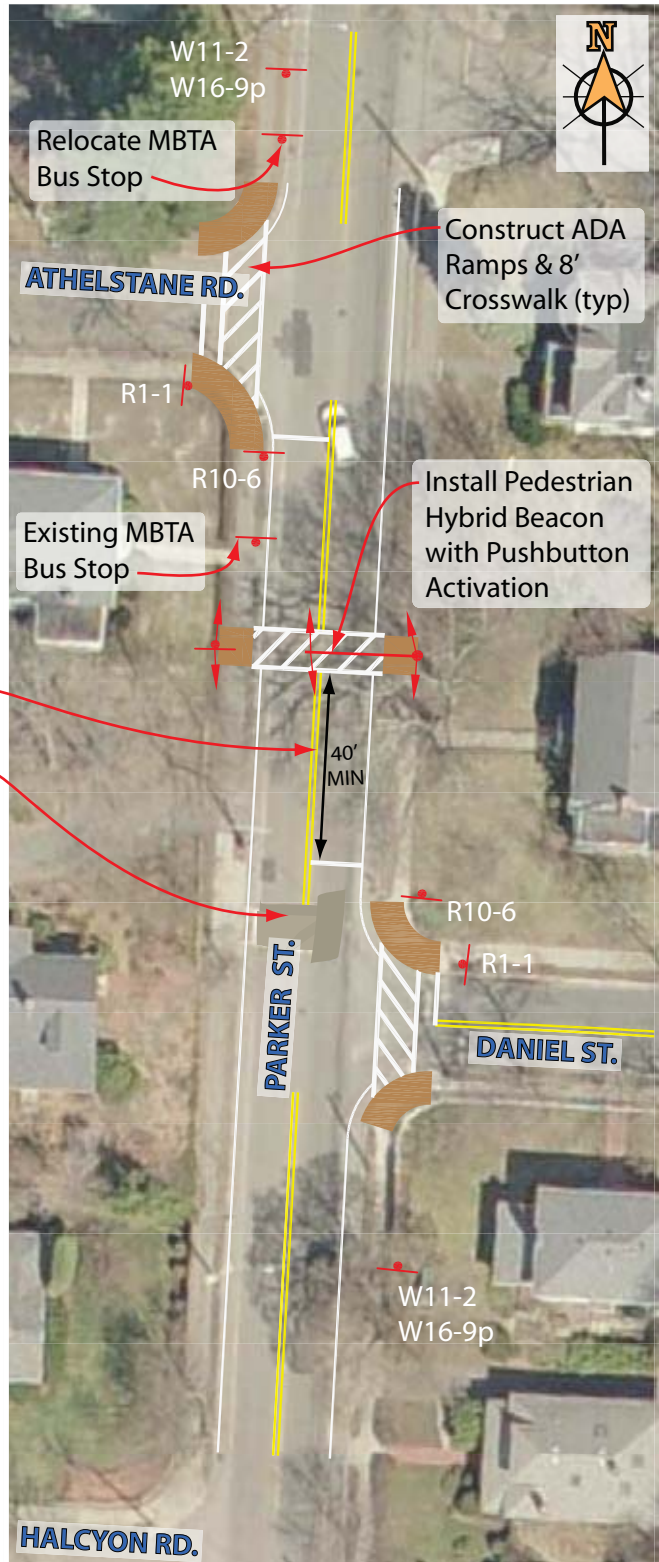 N
W11-2
W16-9p
Relocate MBTA
Bus Stop
Construct ADA
Ramps & 8'
Crosswalk (typ)
ATHELSTANE RD.
R1-1
R10-6
Install Pedestrian
Hybrid Beacon
with Pushbutton
Activation
Existing MBTA
Bus Stop
40'
MIN
R10-6
R1-1
PARKER ST.
DANIEL ST.
W11-2
W16-9p
HALCYON RD.